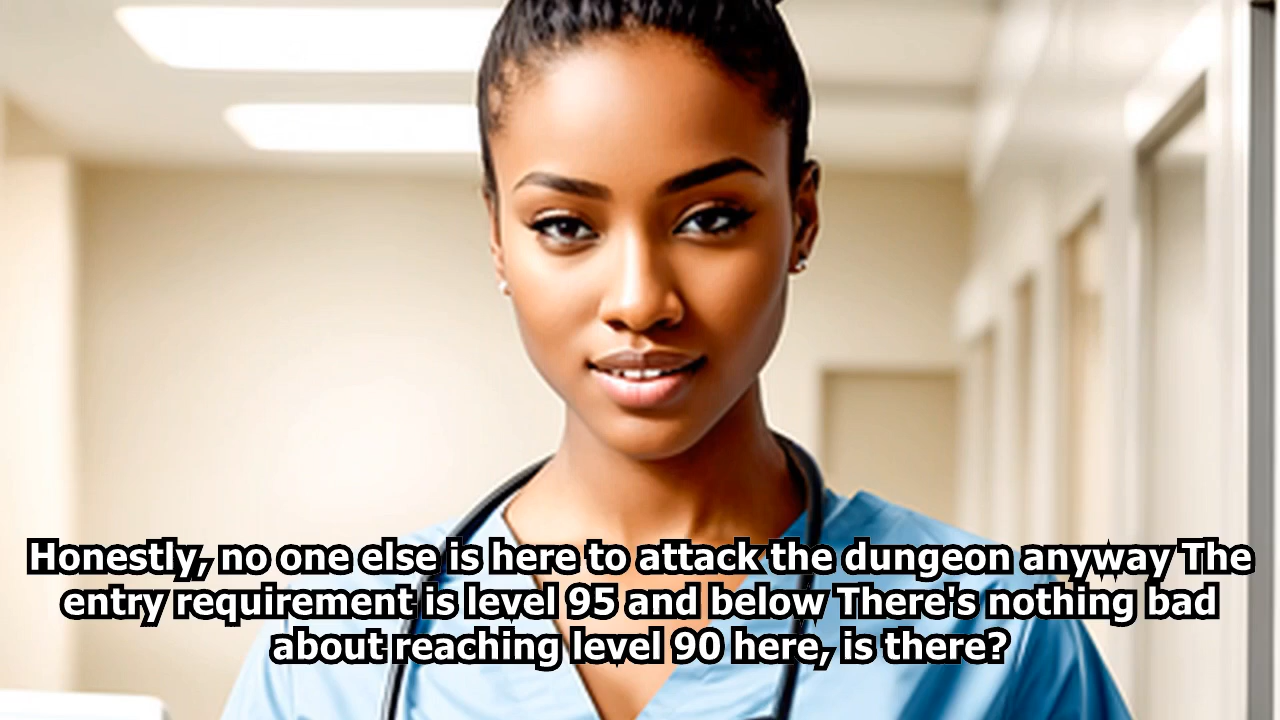 Honestly, no one else is here to attack the dungeon anyway The
entry requirement is level 95 and below There's nothing bad
about reaching level 90 here, is there?